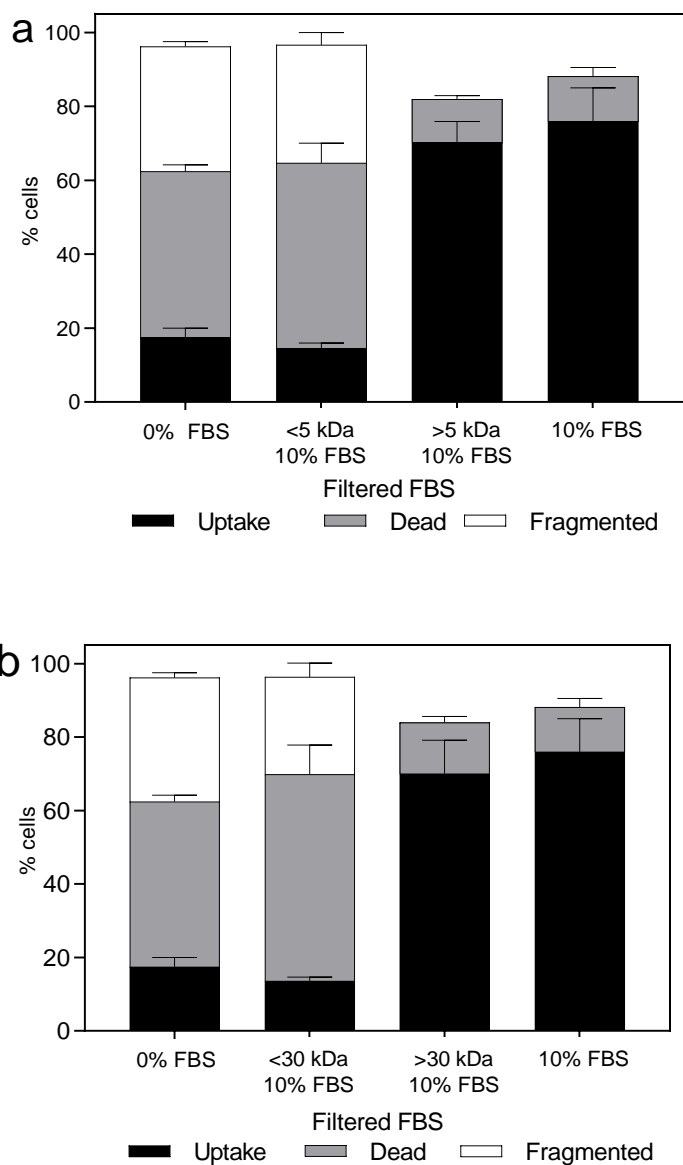 a
100
80
60
40
20
0
% cells
0% FBS
<5 kDa
10% FBS
>5 kDa
10% FBS
10% FBS
Filtered FBS
Uptake Dead Fragmented
b
100
80
60
40
20
0
% cells
0% FBS
<30 kDa
10% FBS
>30 kDa
10% FBS
10% FBS
Filtered FBS
Uptake Dead Fragmented